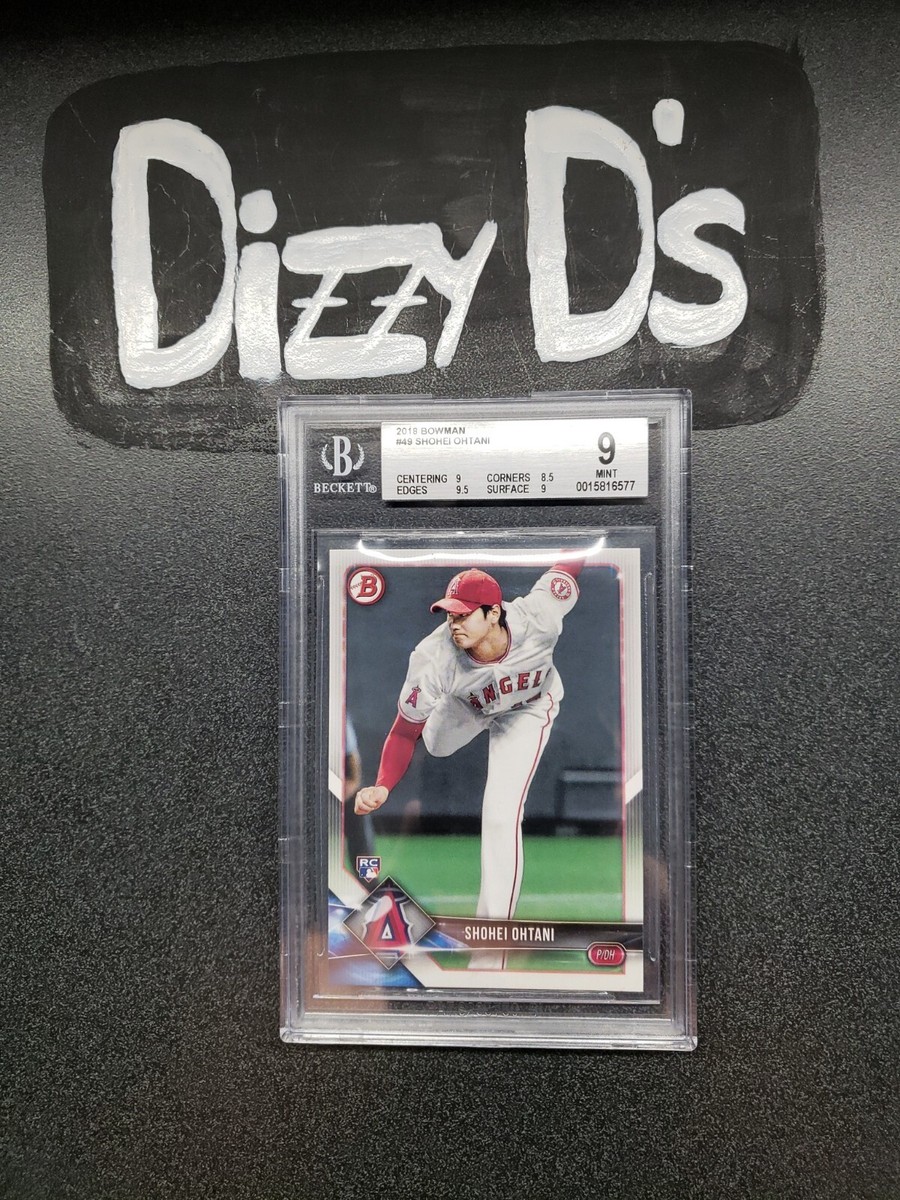 Dizzy D's
2018 BOWMAN
#49 SHOHEI OHTANI
9
MINT
0015816577
CENTERING 9 CORNERS 8.5
EDGES 9.5 SURFACE 9
B
BECKETT®
B
A
ANGEL
A
RC
A
SHOHEI OHTANI
P/DH